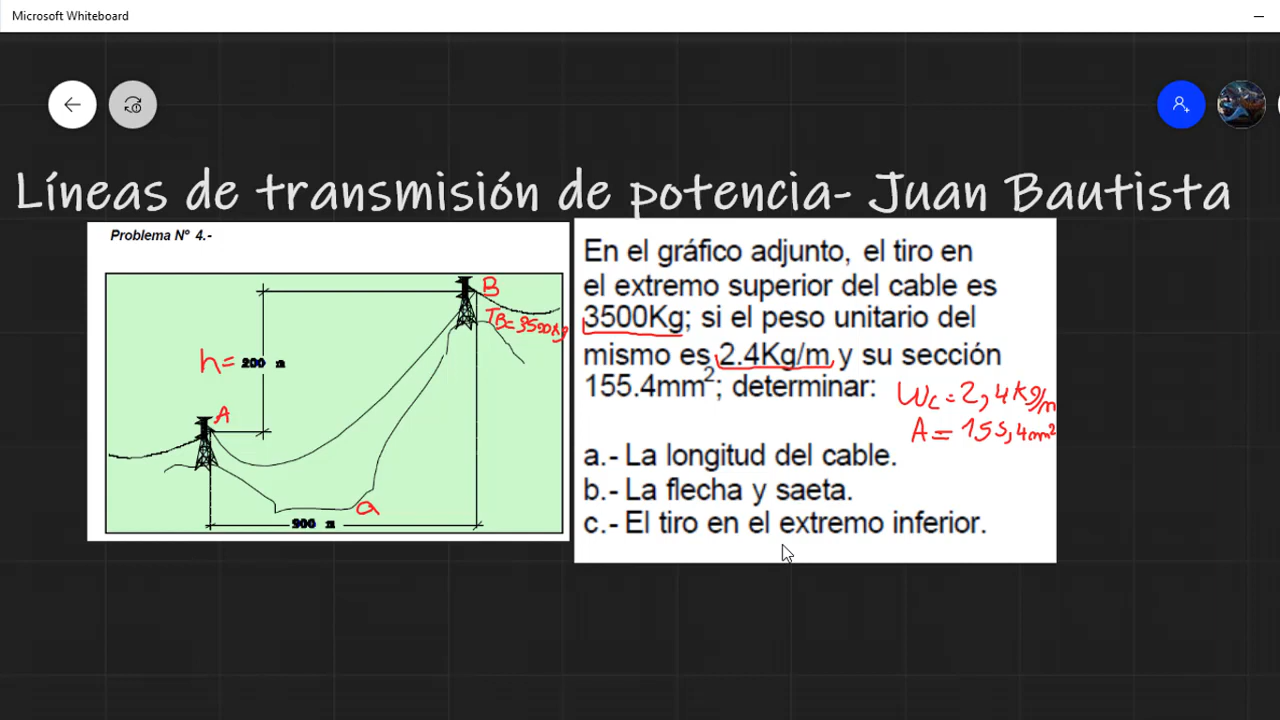 Microsoft Whiteboard
Líneas de transmisión de potencia- Juan Bautista
Problema Nº 4.-
B
TB=3500Kg
h= 200 m
A
a
900 m
En el gráfico adjunto, el tiro en
el extremo superior del cable es
3500Kg; si el peso unitario del
mismo es 2.4Kg/m y su sección
155.4mm²; determinar:
Wc=2,4Kg/m
A=155,4mm²
a.- La longitud del cable.
b.- La flecha y saeta.
c.- El tiro en el extremo inferior.